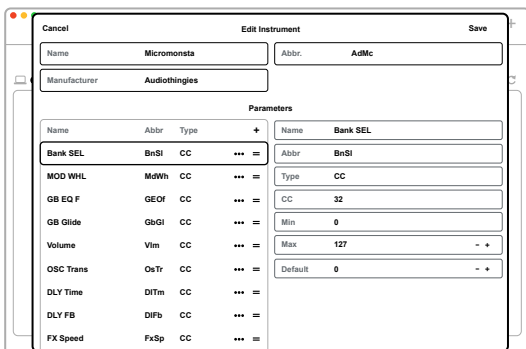 Cancel Edit Instrument Save
Name Micromonsta Abbr. AdMc
Manufacturer Audiothingies
Parameters
Name Abbr Type +
Bank SEL BnSl CC ••• =
MOD WHL MdWh CC ••• =
GB EQ F GEOf CC ••• =
GB Glide GbGl CC ••• =
Volume Vlm CC ••• =
OSC Trans OsTr CC ••• =
DLY Time DlTm CC ••• =
DLY FB DlFb CC ••• =
FX Speed FxSp CC ••• =
Name Bank SEL
Abbr BnSl
Type CC
CC 32
Min 0
Max 127 - +
Default 0 - +